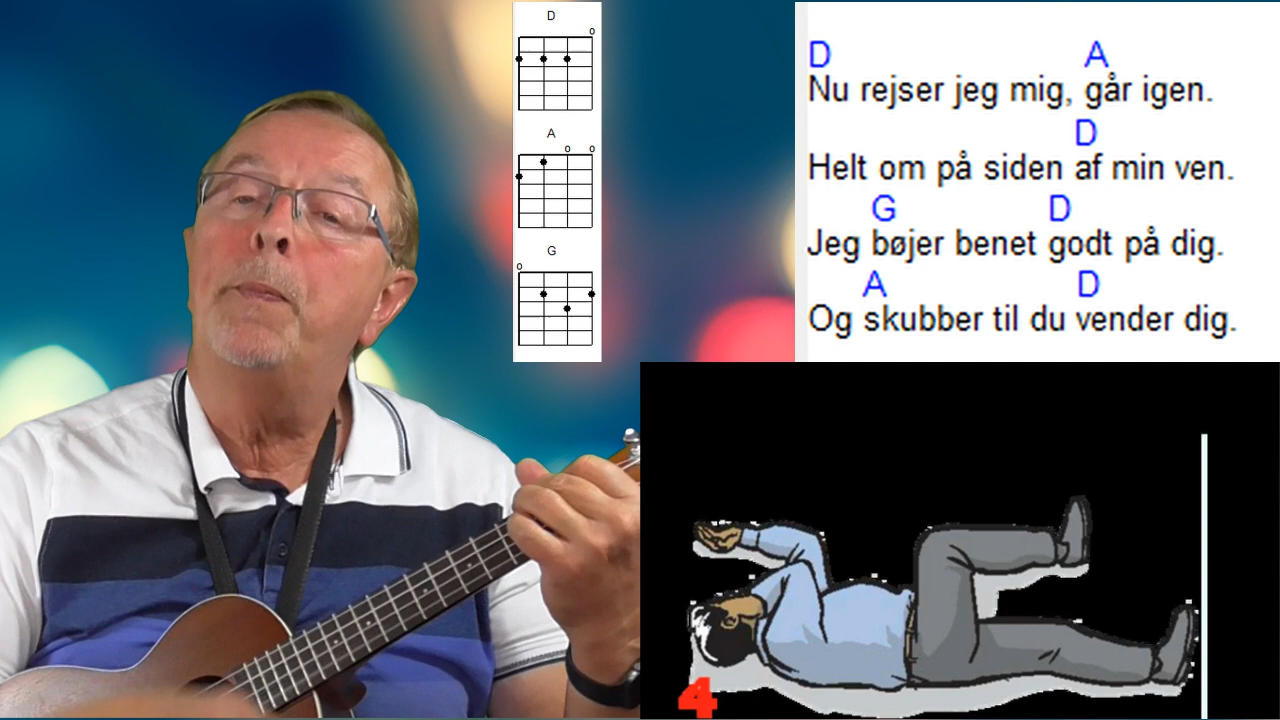 D
o
A
o o
G
o
D A
Nu rejser jeg mig, går igen.
D
Helt om på siden af min ven.
G D
Jeg bøjer benet godt på dig.
A D
Og skubber til du vender dig.
4